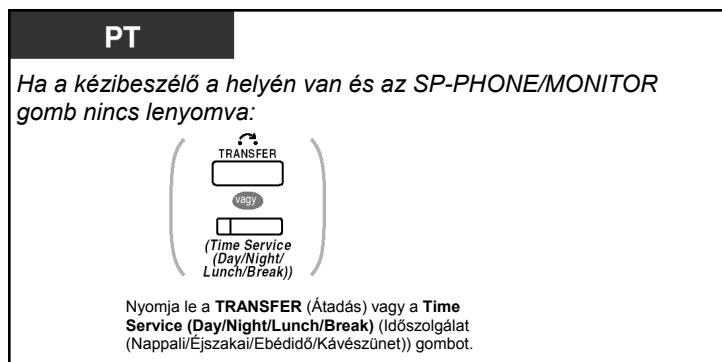 PT
Ha a kézibeszélő a helyén van és az SP-PHONE/MONITOR
gomb nincs lenyomva:
TRANSFER
vagy
(Time Service
(Day/Night/
Lunch/Break))
Nyomja le a TRANSFER (Átadás) vagy a Time
Service (Day/Night/Lunch/Break) (Időszolgálat
(Nappali/Éjszakai/Ebédidő/Kávészünet)) gombot.